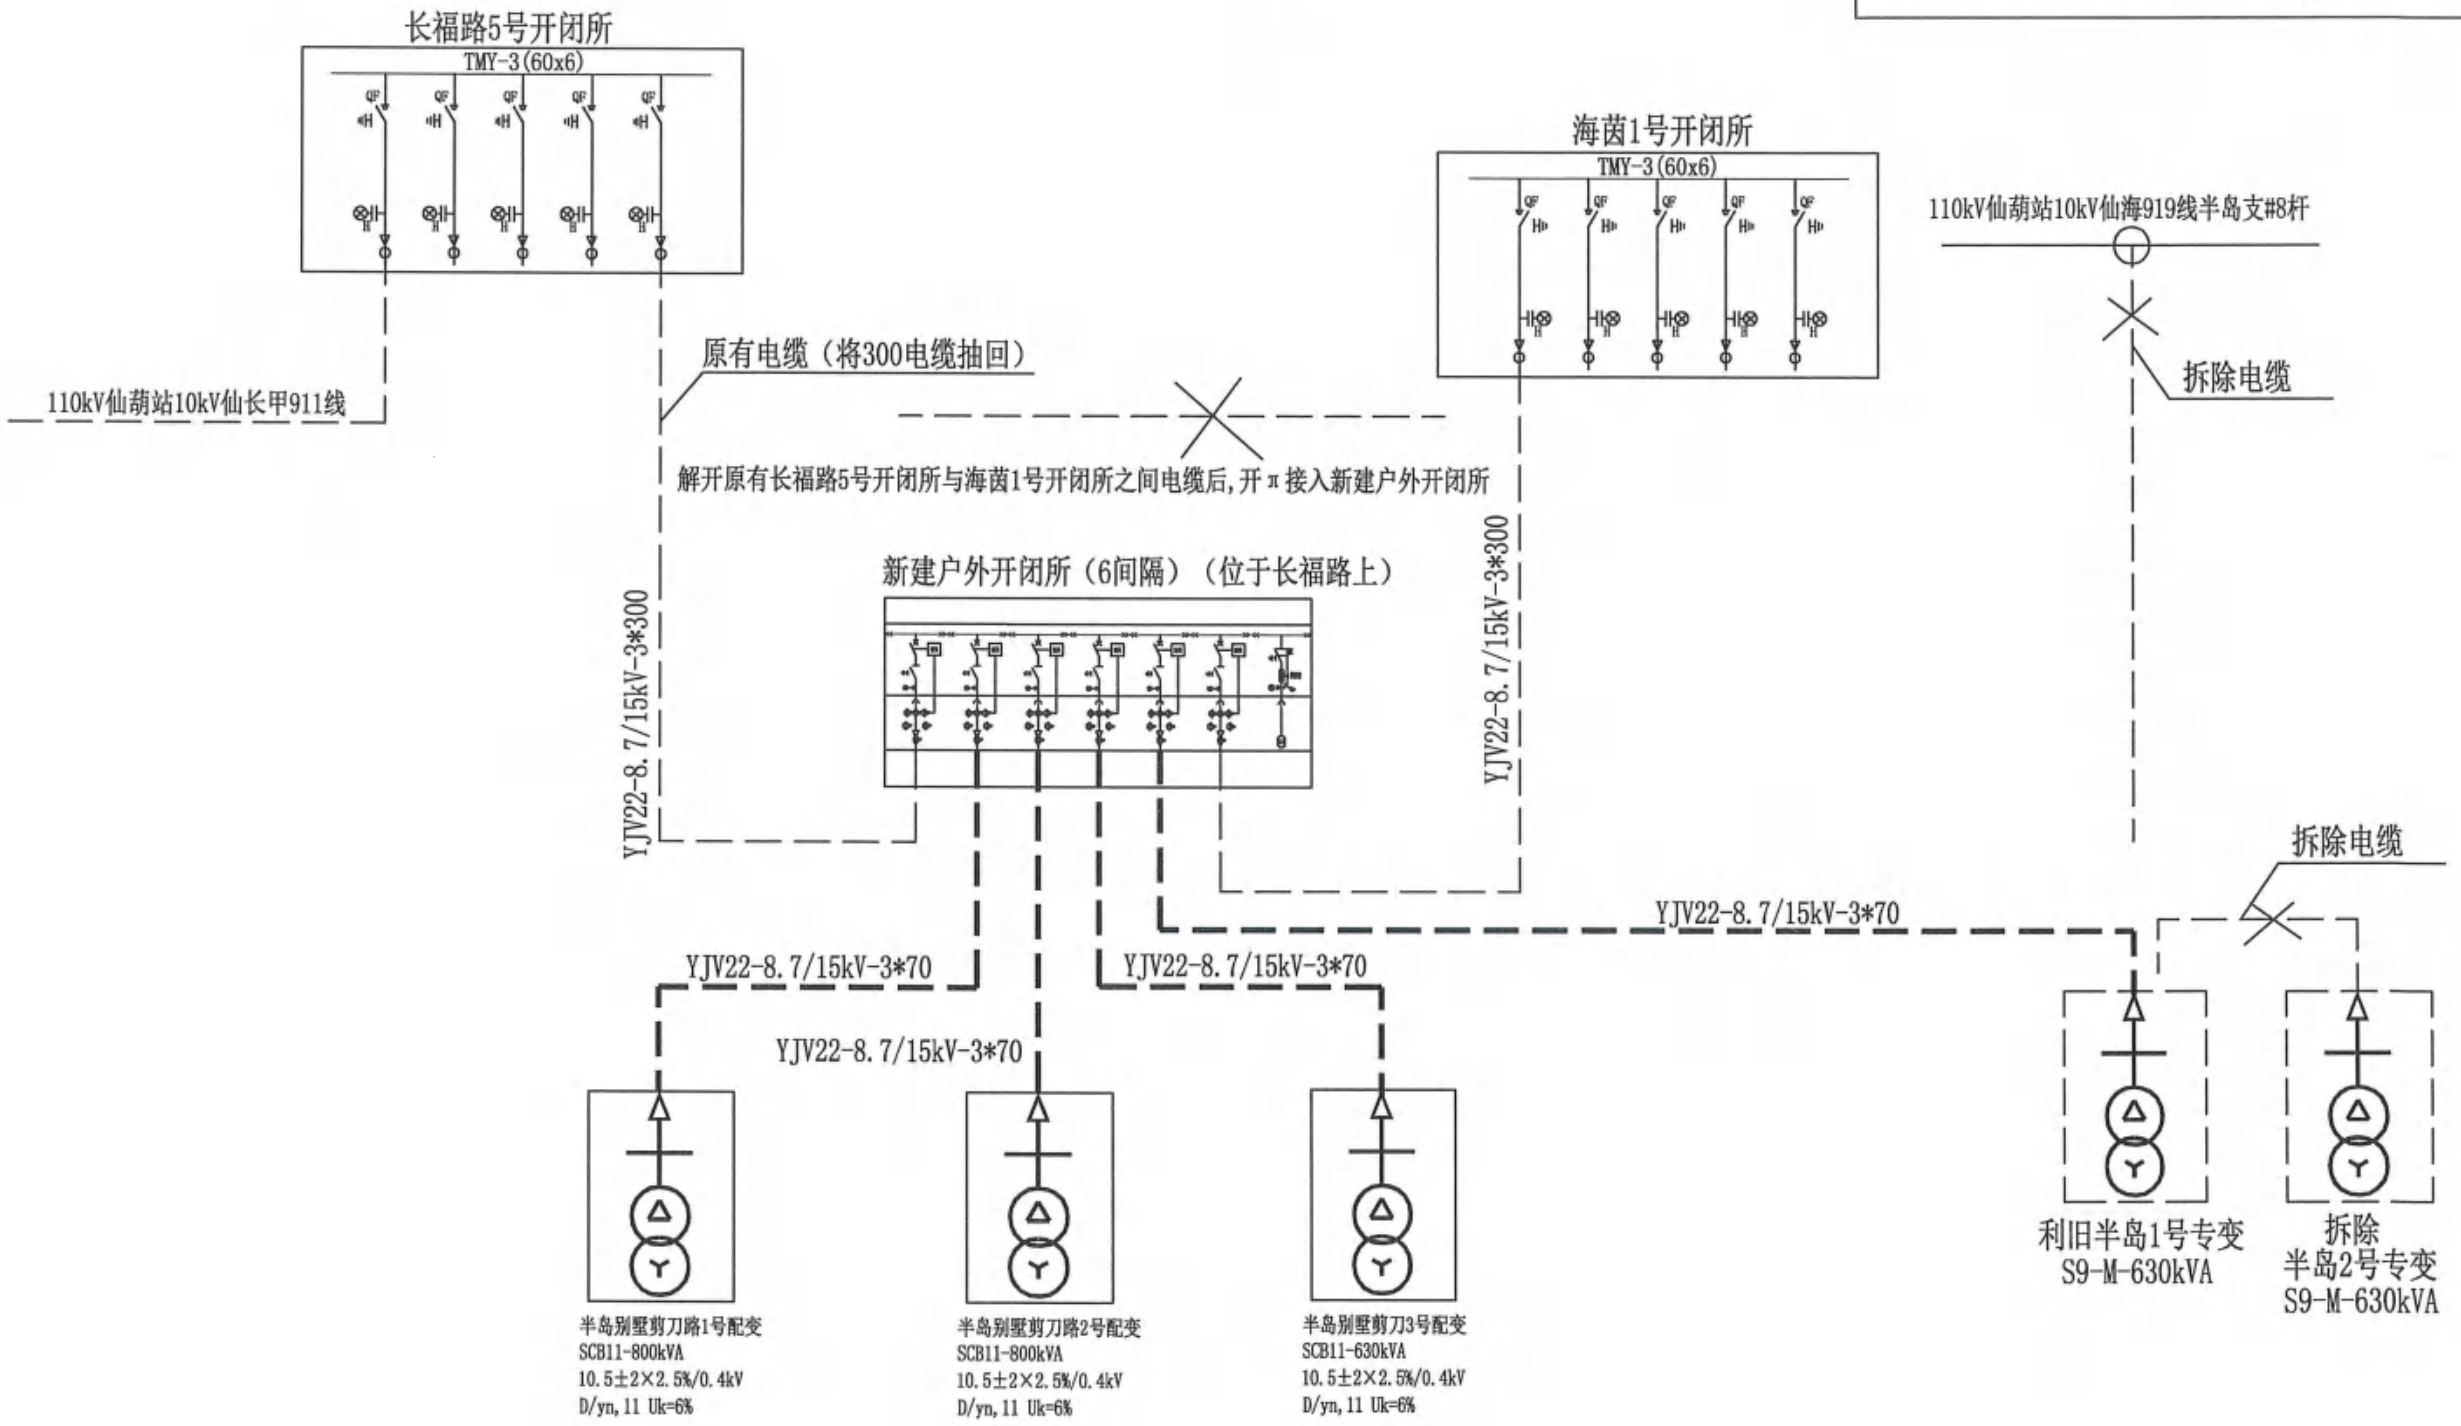 长福路5号开闭所
TMY-3(60x6)
QF QF QF QF QF
H H H H H
H H H H H
海茵1号开闭所
TMY-3(60x6)
QF QF QF QF QF
H H H H H
H H H H H
110kV仙葫站10kV仙海919线半岛支#8杆
原有电缆（将300电缆抽回）
拆除电缆
110kV仙葫站10kV仙长甲911线
解开原有长福路5号开闭所与海茵1号开闭所之间电缆后,开π接入新建户外开闭所
新建户外开闭所（6间隔）（位于长福路上）
YJV22-8.7/15kV-3*300
YJV22-8.7/15kV-3*300
拆除电缆
YJV22-8.7/15kV-3*70
YJV22-8.7/15kV-3*70
YJV22-8.7/15kV-3*70
YJV22-8.7/15kV-3*70
利旧半岛1号专变
S9-M-630kVA
拆除
半岛2号专变
S9-M-630kVA
半岛别墅剪刀路1号配变
SCB11-800kVA
10.5±2×2.5%/0.4kV
D/yn,11 Uk=6%
半岛别墅剪刀路2号配变
SCB11-800kVA
10.5±2×2.5%/0.4kV
D/yn,11 Uk=6%
半岛别墅剪刀3号配变
SCB11-630kVA
10.5±2×2.5%/0.4kV
D/yn,11 Uk=6%